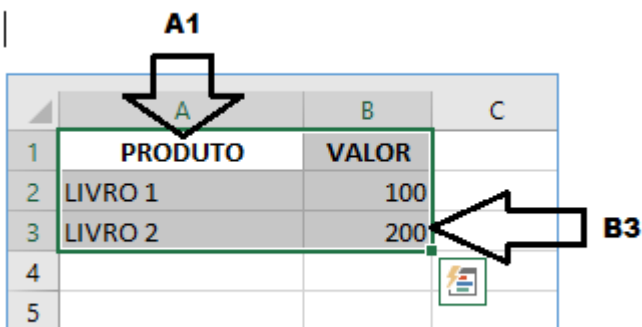 A1
A B C
1 PRODUTO VALOR
2 LIVRO 1 100
3 LIVRO 2 200 B3
4
5